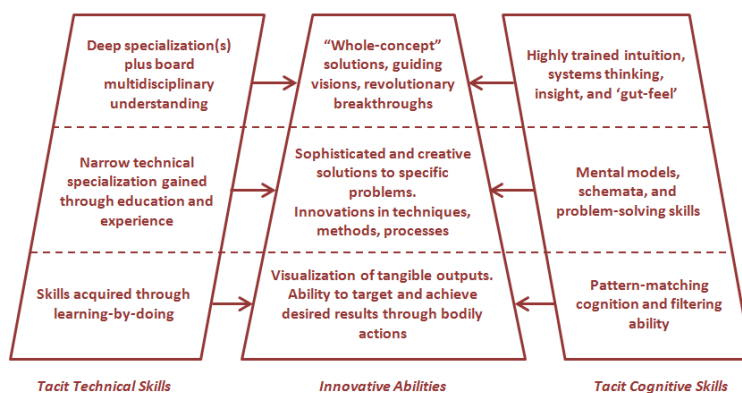 Deep specialization(s)
plus board
multidisciplinary
understanding
“Whole-concept”
solutions, guiding
visions, revolutionary
breakthroughs
Highly trained intuition,
systems thinking,
insight, and ‘gut-feel’
Narrow technical
specialization gained
through education and
experience
Sophisticated and creative
solutions to specific
problems.
Innovations in techniques,
methods, processes
Mental models,
schemata, and
problem-solving skills
Skills acquired through
learning-by-doing
Visualization of tangible outputs.
Ability to target and achieve
desired results through bodily
actions
Pattern-matching
cognition and filtering
ability
Tacit Technical Skills
Innovative Abilities
Tacit Cognitive Skills